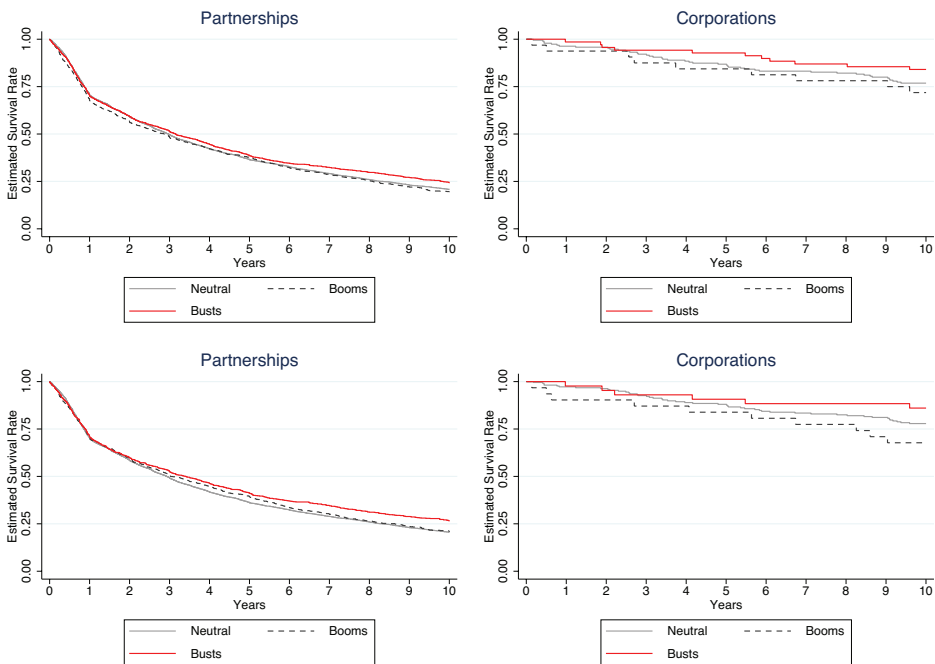 Partnerships
Estimated Survival Rate
1.00
0.75
0.50
0.25
0.00
0 1 2 3 4 5 6 7 8 9 10
Years
Neutral Booms
Busts
Corporations
Estimated Survival Rate
1.00
0.75
0.50
0.25
0.00
0 1 2 3 4 5 6 7 8 9 10
Years
Neutral Booms
Busts
Partnerships
Estimated Survival Rate
1.00
0.75
0.50
0.25
0.00
0 1 2 3 4 5 6 7 8 9 10
Years
Neutral Booms
Busts
Corporations
Estimated Survival Rate
1.00
0.75
0.50
0.25
0.00
0 1 2 3 4 5 6 7 8 9 10
Years
Neutral Booms
Busts